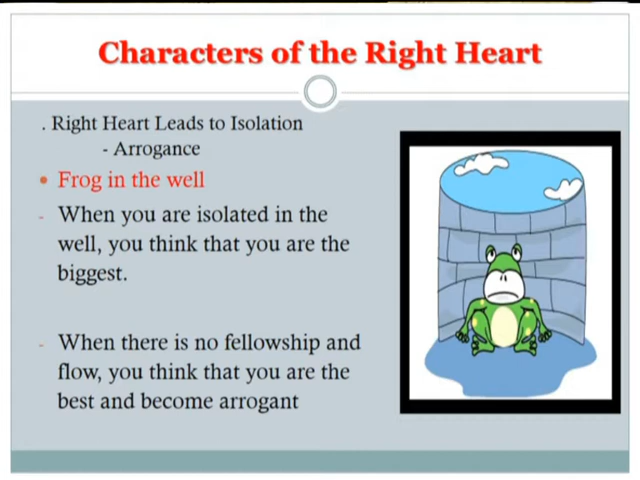 Characters of the Right Heart
. Right Heart Leads to Isolation
- Arrogance
• Frog in the well
- When you are isolated in the
well, you think that you are the
biggest.
- When there is no fellowship and
flow, you think that you are the
best and become arrogant